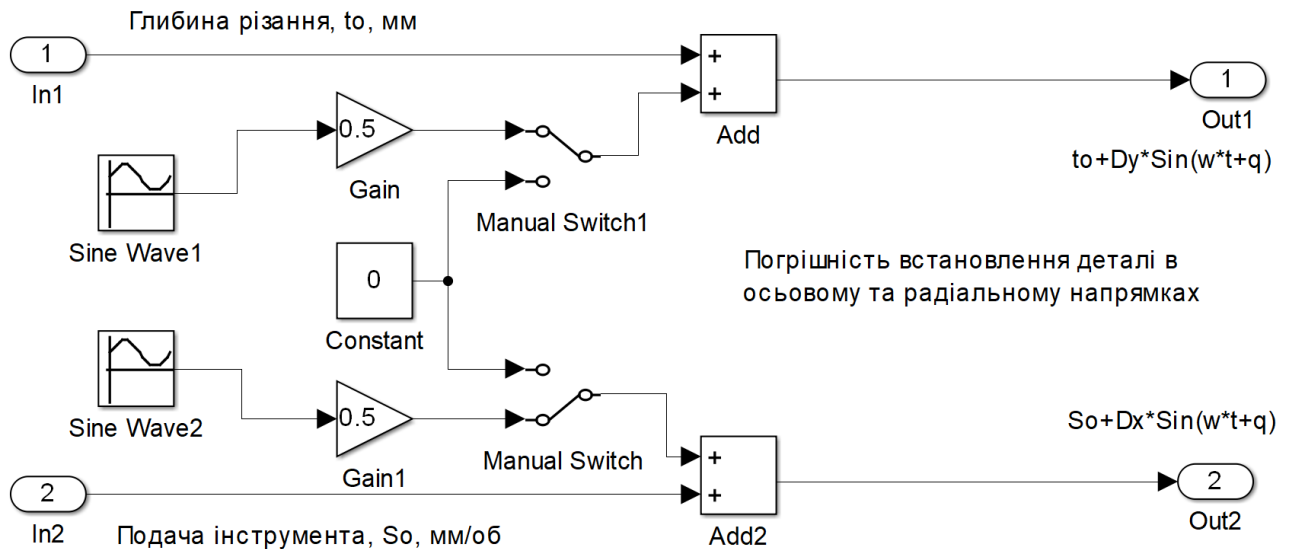 Глибина різання, to, мм
1
In1
+
+
Add
1
Out1
to+Dy*Sin(w*t+q)
0.5
Gain
Sine Wave1
Manual Switch1
0
Constant
Погрішність встановлення деталі в
осьовому та радіальному напрямках
Sine Wave2
0.5
Gain1
Manual Switch
So+Dx*Sin(w*t+q)
+
+
Add2
2
Out2
2
In2
Подача інструмента, So, мм/об